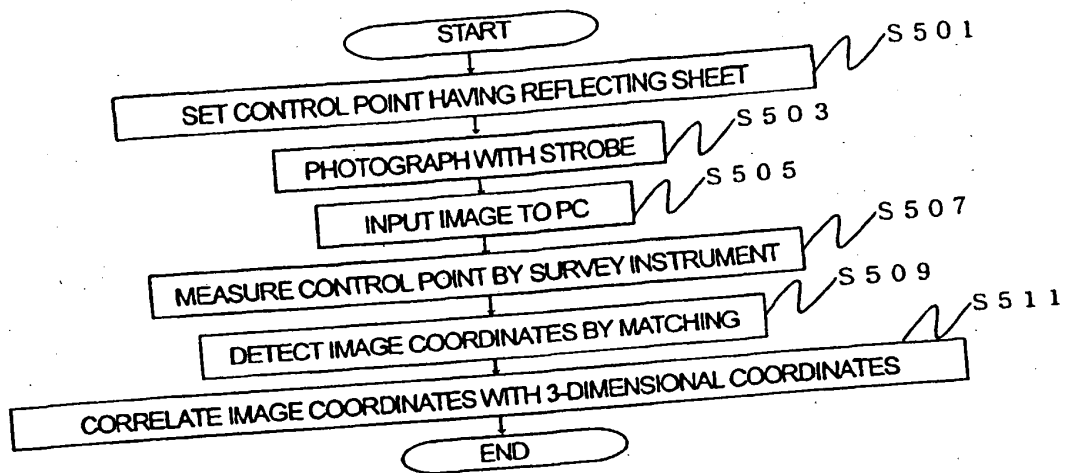 START
SET CONTROL POINT HAVING REFLECTING SHEET
S501
PHOTOGRAPH WITH STROBE
S503
INPUT IMAGE TO PC
S505
MEASURE CONTROL POINT BY SURVEY INSTRUMENT
S507
DETECT IMAGE COORDINATES BY MATCHING
S509
CORRELATE IMAGE COORDINATES WITH 3-DIMENSIONAL COORDINATES
S511
END